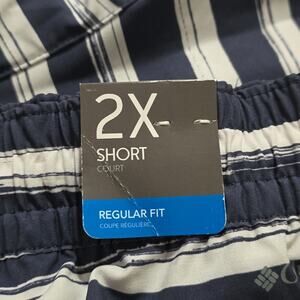 2X
SHORT
COURT
REGULAR FIT
COUPE RÉGULIÈRE